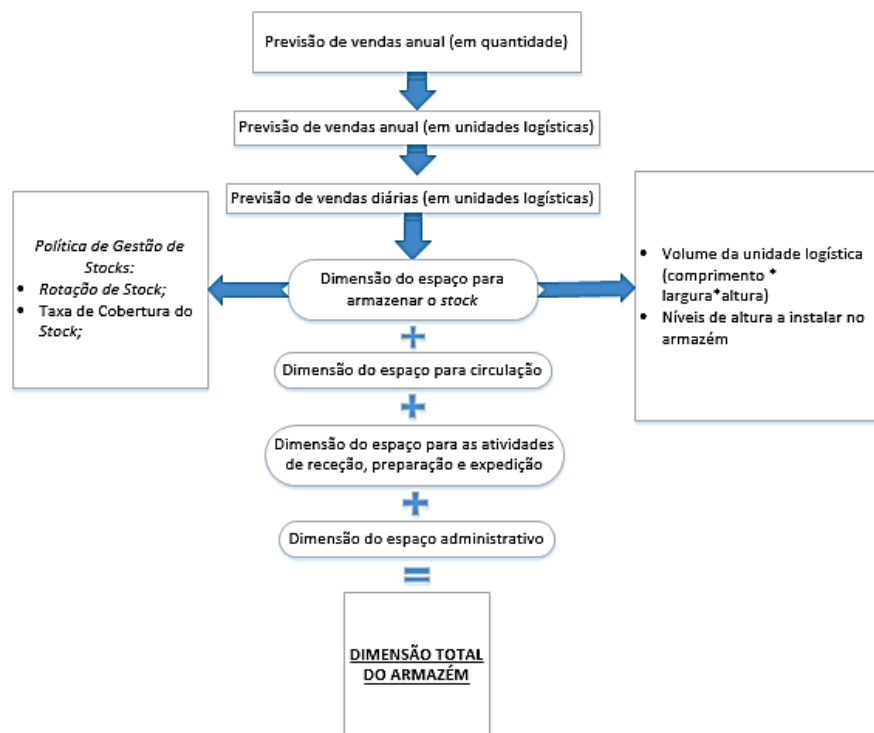 Previsão de vendas anual (em quantidade)
Previsão de vendas anual (em unidades logísticas)
Previsão de vendas diárias (em unidades logísticas)
Política de Gestão de
Stocks:
• Rotação de Stock;
• Taxa de Cobertura do
Stock;
Dimensão do espaço para
armazenar o stock
• Volume da unidade logística
(comprimento *
largura*altura)
• Níveis de altura a instalar no
armazém
+
Dimensão do espaço para circulação
+
Dimensão do espaço para as atividades
de receção, preparação e expedição
+
Dimensão do espaço administrativo
=
DIMENSÃO TOTAL
DO ARMAZÉM